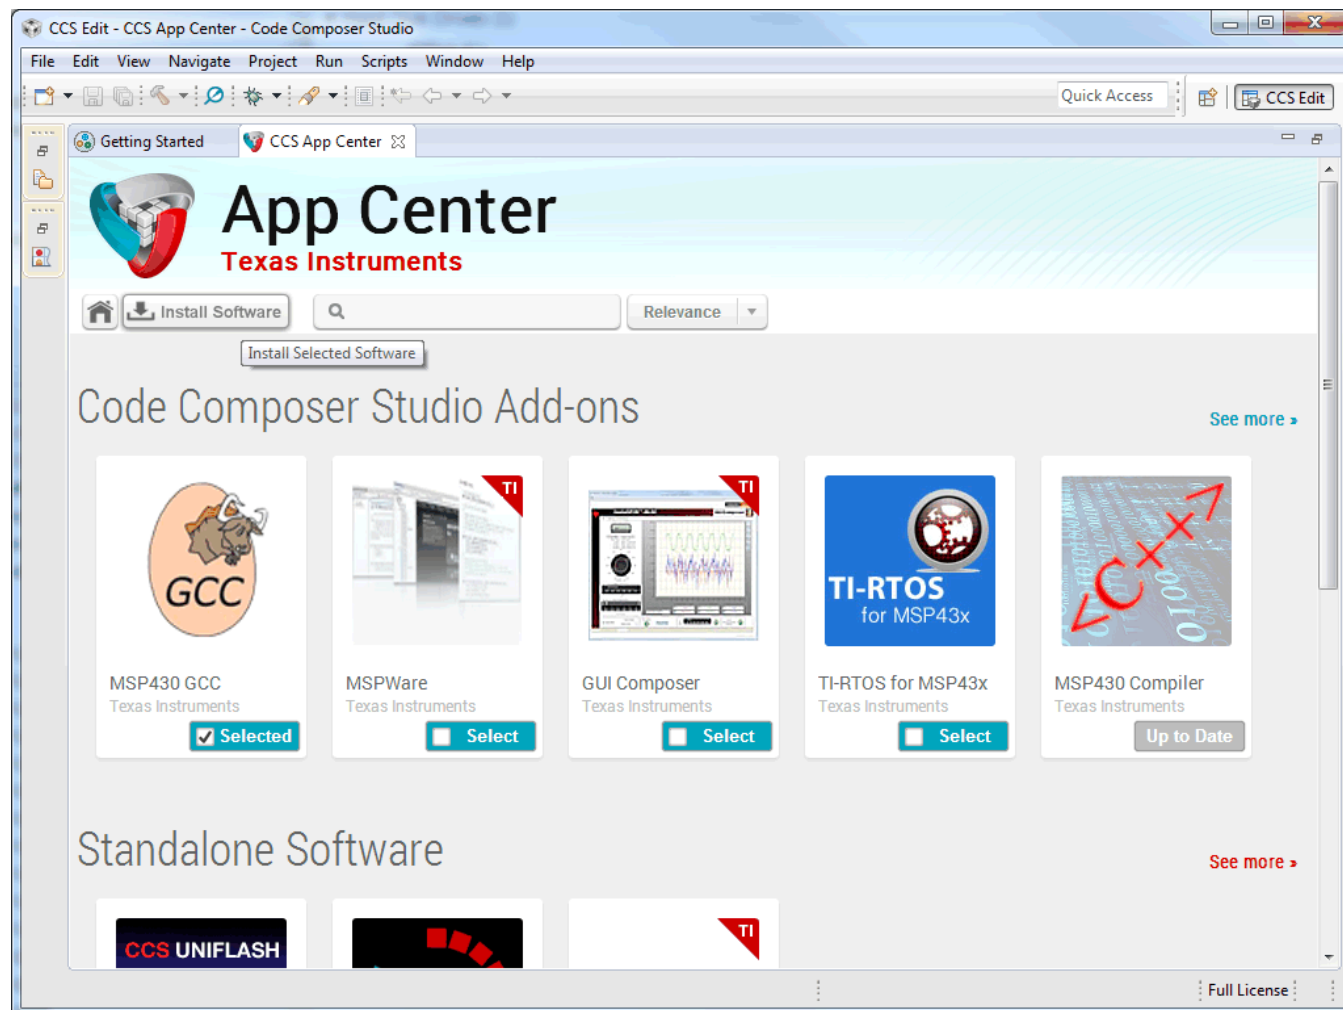 CCS Edit - CCS App Center - Code Composer Studio
File Edit View Navigate Project Run Scripts Window Help
Quick Access
CCS Edit
Getting Started
CCS App Center
App Center
Texas Instruments
Install Software
Relevance
Install Selected Software
Code Composer Studio Add-ons
See more »
GCC
TI
TI
TI-RTOS
for MSP43x
C++
MSP430 GCC
Texas Instruments
Selected
MSPWare
Texas Instruments
Select
GUI Composer
Texas Instruments
Select
TI-RTOS for MSP43x
Texas Instruments
Select
MSP430 Compiler
Texas Instruments
Up to Date
Standalone Software
See more »
CCS UNIFLASH
TI
Full License